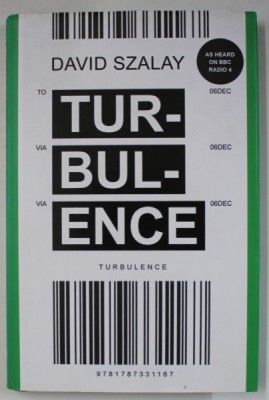 DAVID SZALAY
AS HEARD
ON BBC
RADIO 4
TO
TUR-
06DEC
VIA
BUL-
06DEC
VIA
ENCE
06DEC
TURBULENCE
9781787331167